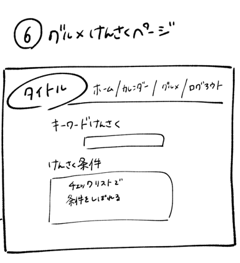 ⑥ グルメけんさくページ
タイトル
ホーム/カレンダー/グルメ/ログアウト
キーワードけんさく
けんさく条件
チェックリストで
条件をしぼれる